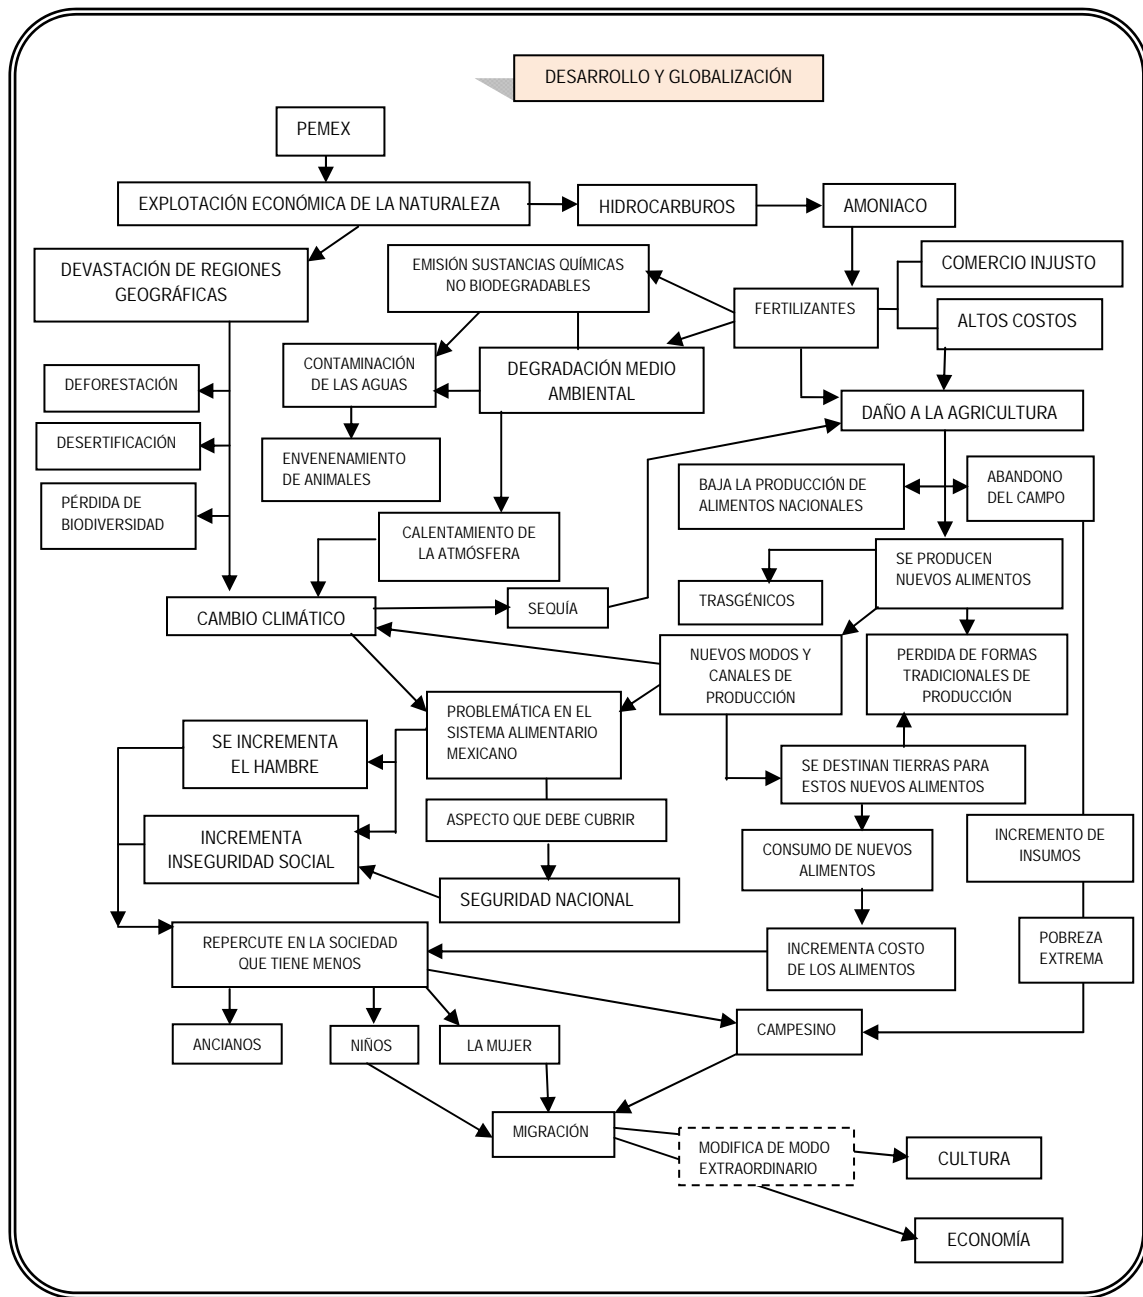 DESARROLLO Y GLOBALIZACIÓN
PEMEX
EXPLOTACIÓN ECONÓMICA DE LA NATURALEZA
HIDROCARBUROS
AMONIACO
DEVASTACIÓN DE REGIONES
GEOGRÁFICAS
EMISIÓN SUSTANCIAS QUÍMICAS
NO BIODEGRADABLES
FERTILIZANTES
COMERCIO INJUSTO
ALTOS COSTOS
CONTAMINACIÓN
DE LAS AGUAS
DEGRADACIÓN MEDIO
AMBIENTAL
DEFORESTACIÓN
DAÑO A LA AGRICULTURA
DESERTIFICACIÓN
ENVENENAMIENTO
DE ANIMALES
BAJA LA PRODUCCIÓN DE
ALIMENTOS NACIONALES
ABANDONO
DEL CAMPO
PÉRDIDA DE
BIODIVERSIDAD
CALENTAMIENTO DE
LA ATMÓSFERA
SE PRODUCEN
NUEVOS ALIMENTOS
TRASGÉNICOS
CAMBIO CLIMÁTICO
SEQUÍA
NUEVOS MODOS Y
CANALES DE
PRODUCCIÓN
PERDIDA DE FORMAS
TRADICIONALES DE
PRODUCCIÓN
PROBLEMÁTICA EN EL
SISTEMA ALIMENTARIO
MEXICANO
SE INCREMENTA
EL HAMBRE
SE DESTINAN TIERRAS PARA
ESTOS NUEVOS ALIMENTOS
ASPECTO QUE DEBE CUBRIR
INCREMENTA
INSEGURIDAD SOCIAL
CONSUMO DE NUEVOS
ALIMENTOS
INCREMENTO DE
INSUMOS
SEGURIDAD NACIONAL
REPERCUTE EN LA SOCIEDAD
QUE TIENE MENOS
INCREMENTA COSTO
DE LOS ALIMENTOS
POBREZA
EXTREMA
ANCIANOS
NIÑOS
LA MUJER
CAMPESINO
MIGRACIÓN
MODIFICA DE MODO
EXTRAORDINARIO
CULTURA
ECONOMÍA